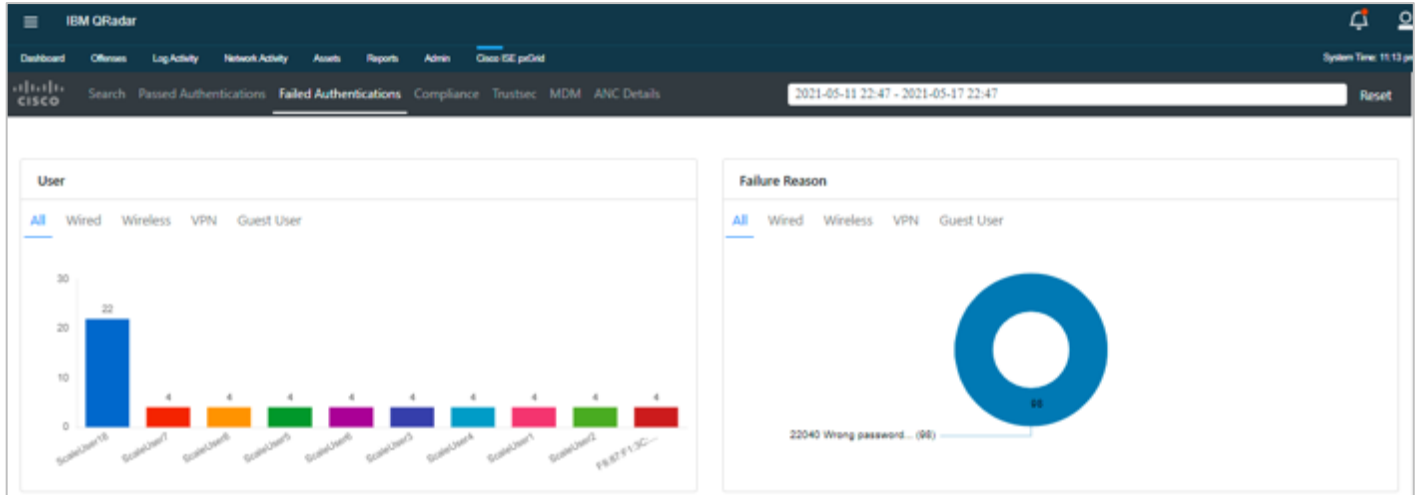 IBM QRadar
Dashboard Offenses Log Activity Network Activity Assets Reports Admin Cisco ISE pxGrid System Time: 11:13 pm
CISCO Search Passed Authentications Failed Authentications Compliance Trustsec MDM ANC Details 2021-05-11 22:47 - 2021-05-17 22:47 Reset
User
All Wired Wireless VPN Guest User
30
20
10
0
22 4 4 4 4 4 4 4 4 4
ScaleUser18 ScaleUser7 ScaleUser8 ScaleUser5 ScaleUser6 ScaleUser3 ScaleUser4 ScaleUser1 ScaleUser2 F8:87:F1:3C:...
Failure Reason
All Wired Wireless VPN Guest User
98
22040 Wrong password... (98)